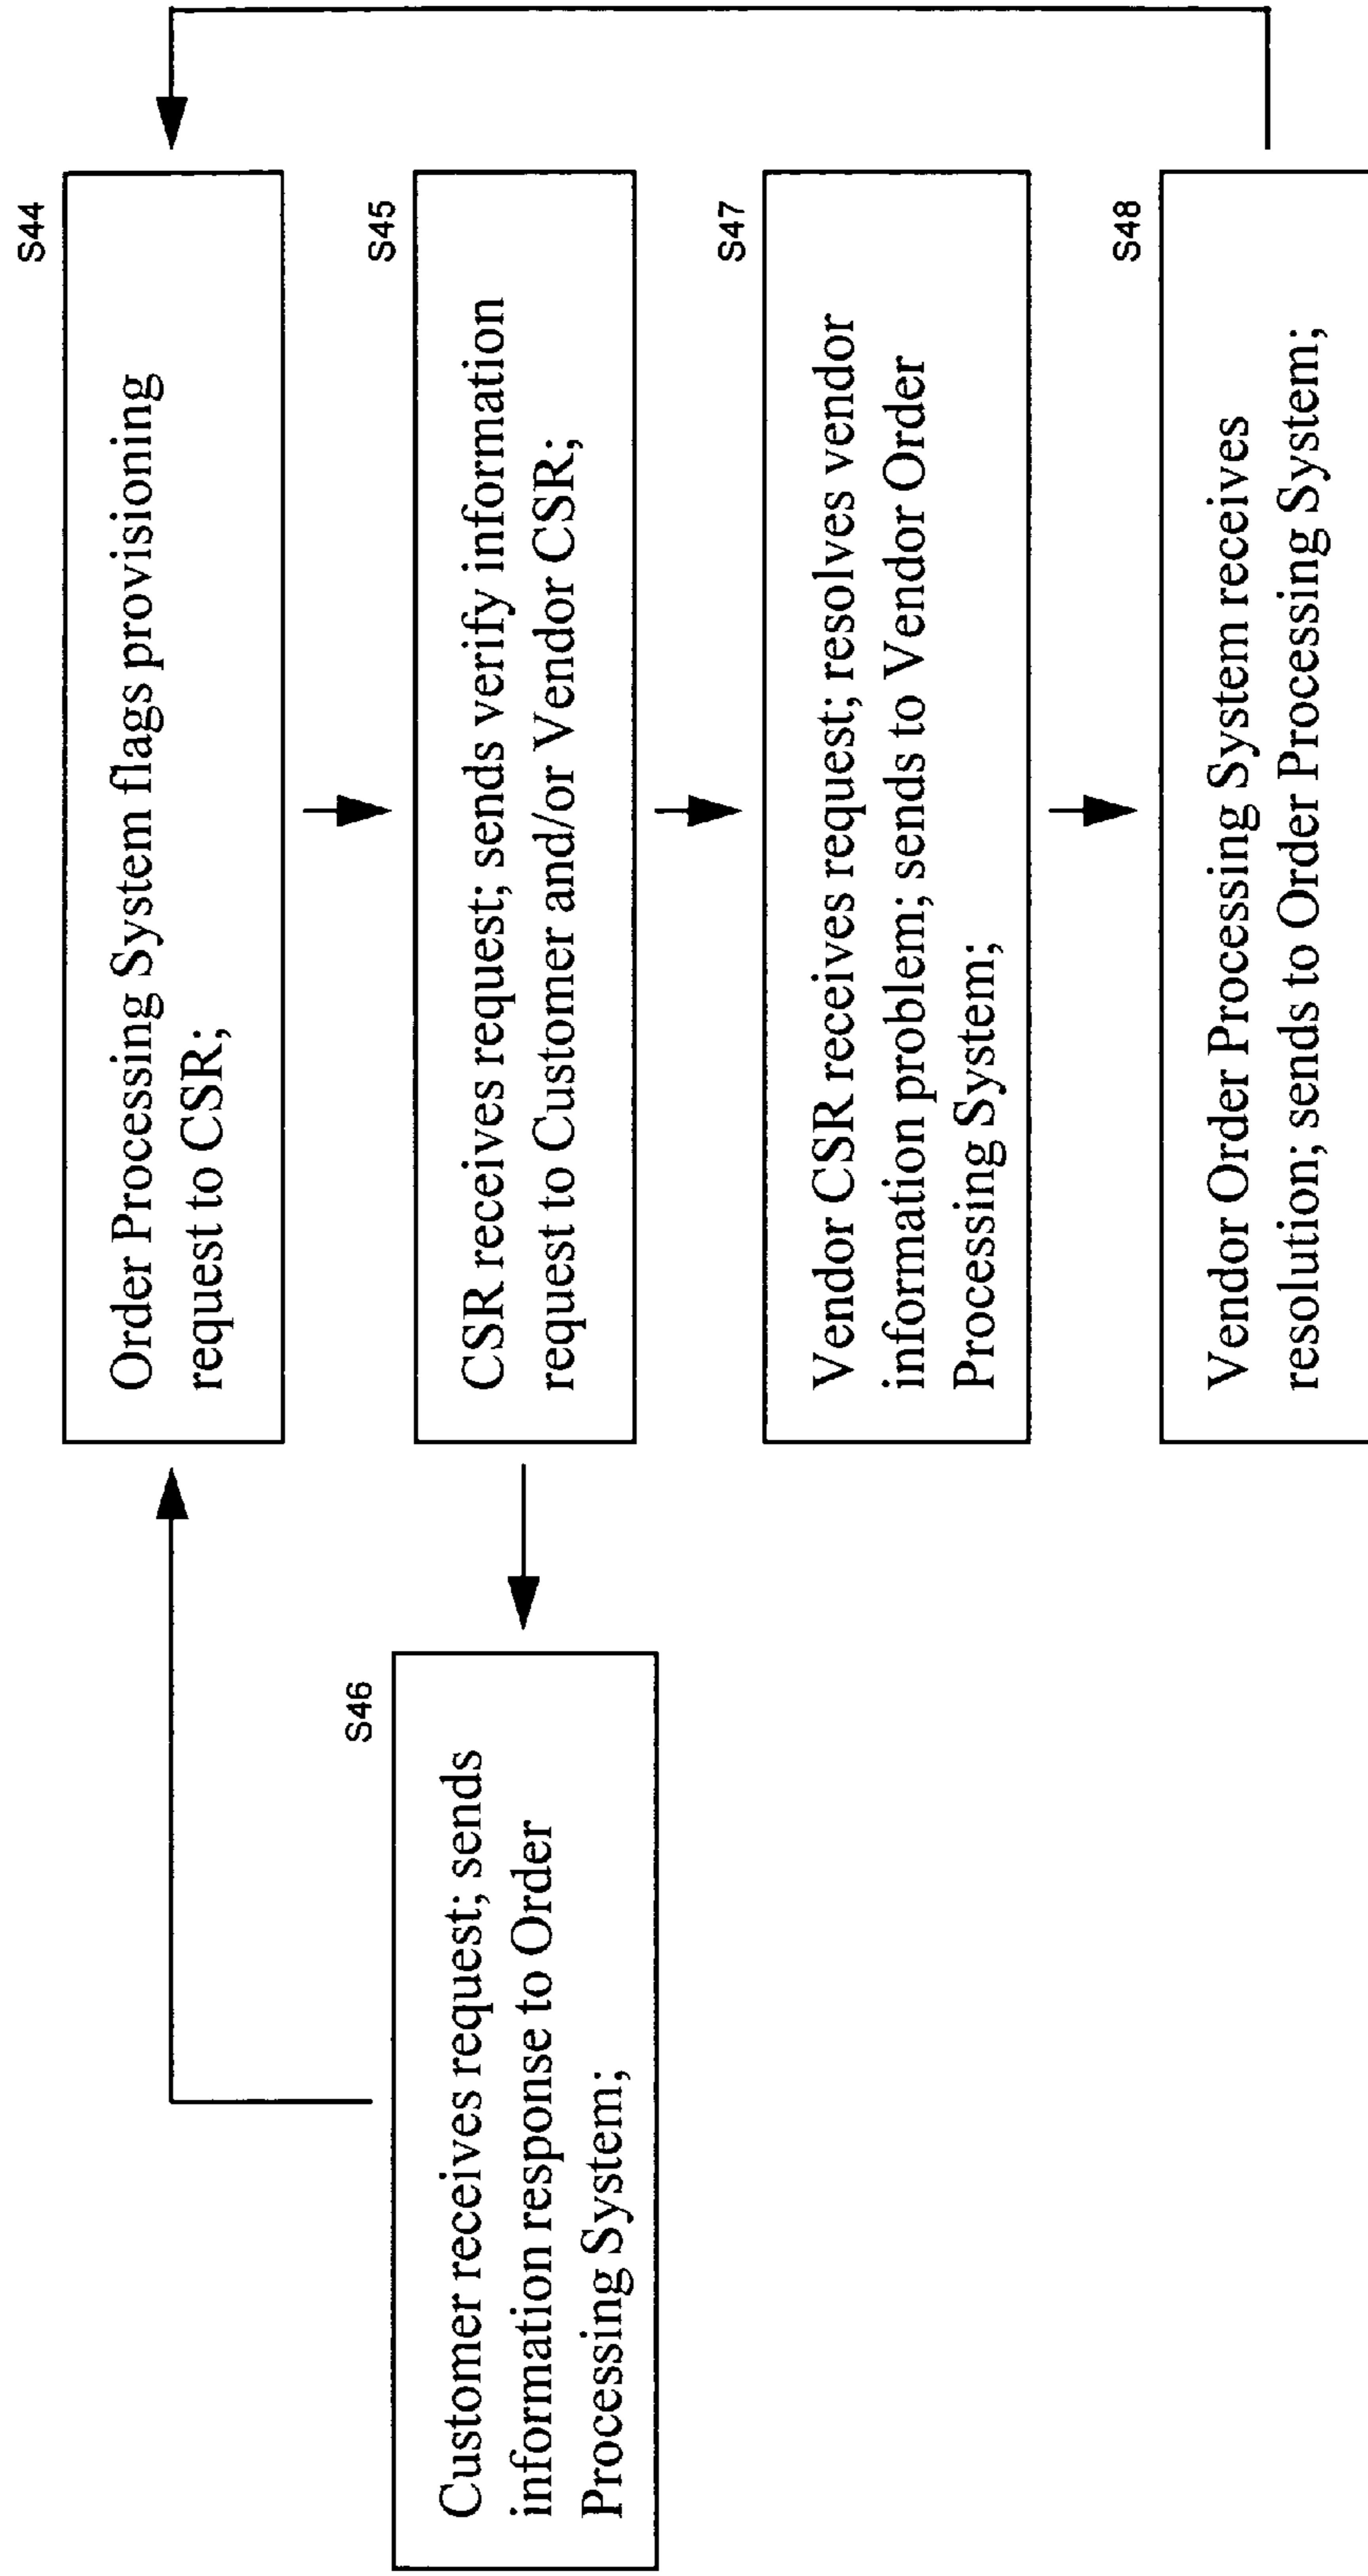 S44
Order Processing System flags provisioning
request to CSR;
S45
CSR receives request; sends verify information
request to Customer and/or Vendor CSR;
S46
Customer receives request; sends
information response to Order
Processing System;
S47
Vendor CSR receives request; resolves vendor
information problem; sends to Vendor Order
Processing System;
S48
Vendor Order Processing System receives
resolution; sends to Order Processing System;